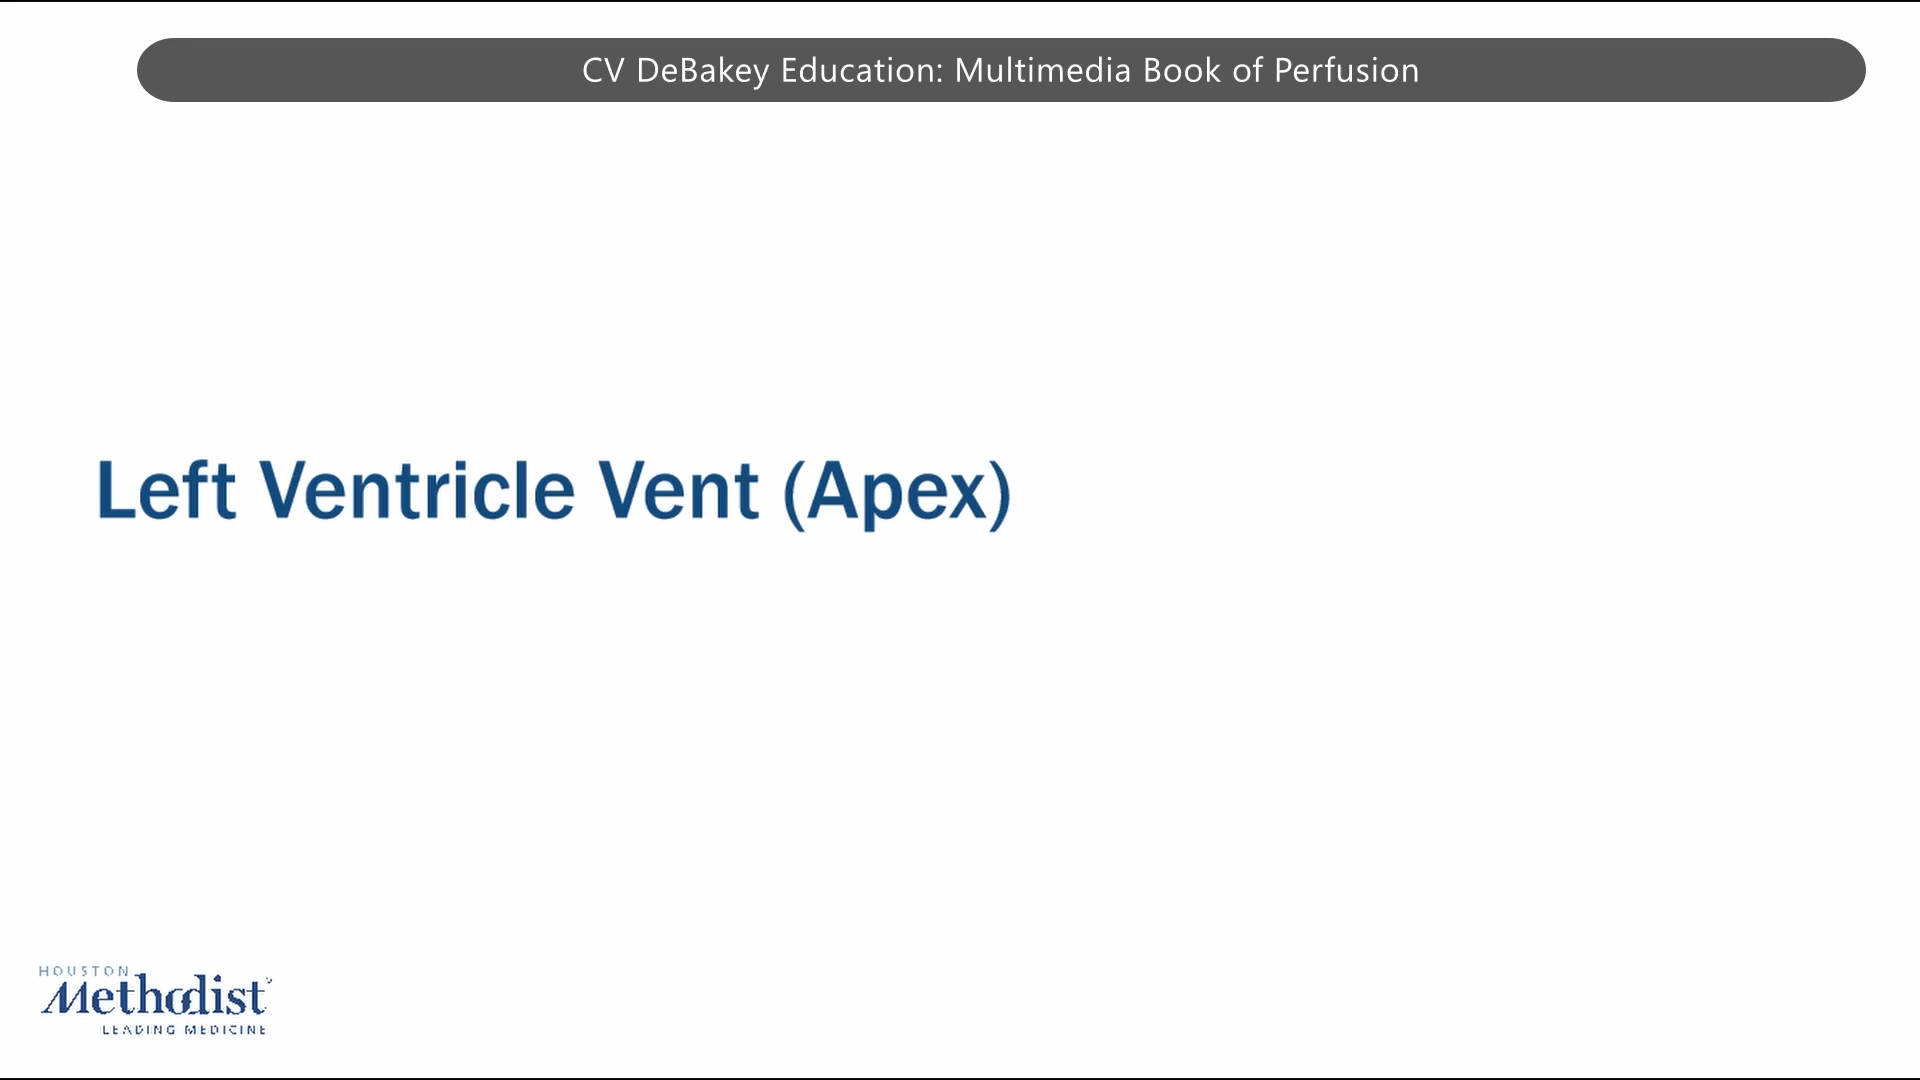 CV DeBakey Education: Multimedia Book of Perfusion
Left Ventricle Vent (Apex)
HOUSTON
Methodist
LEADING MEDICINE